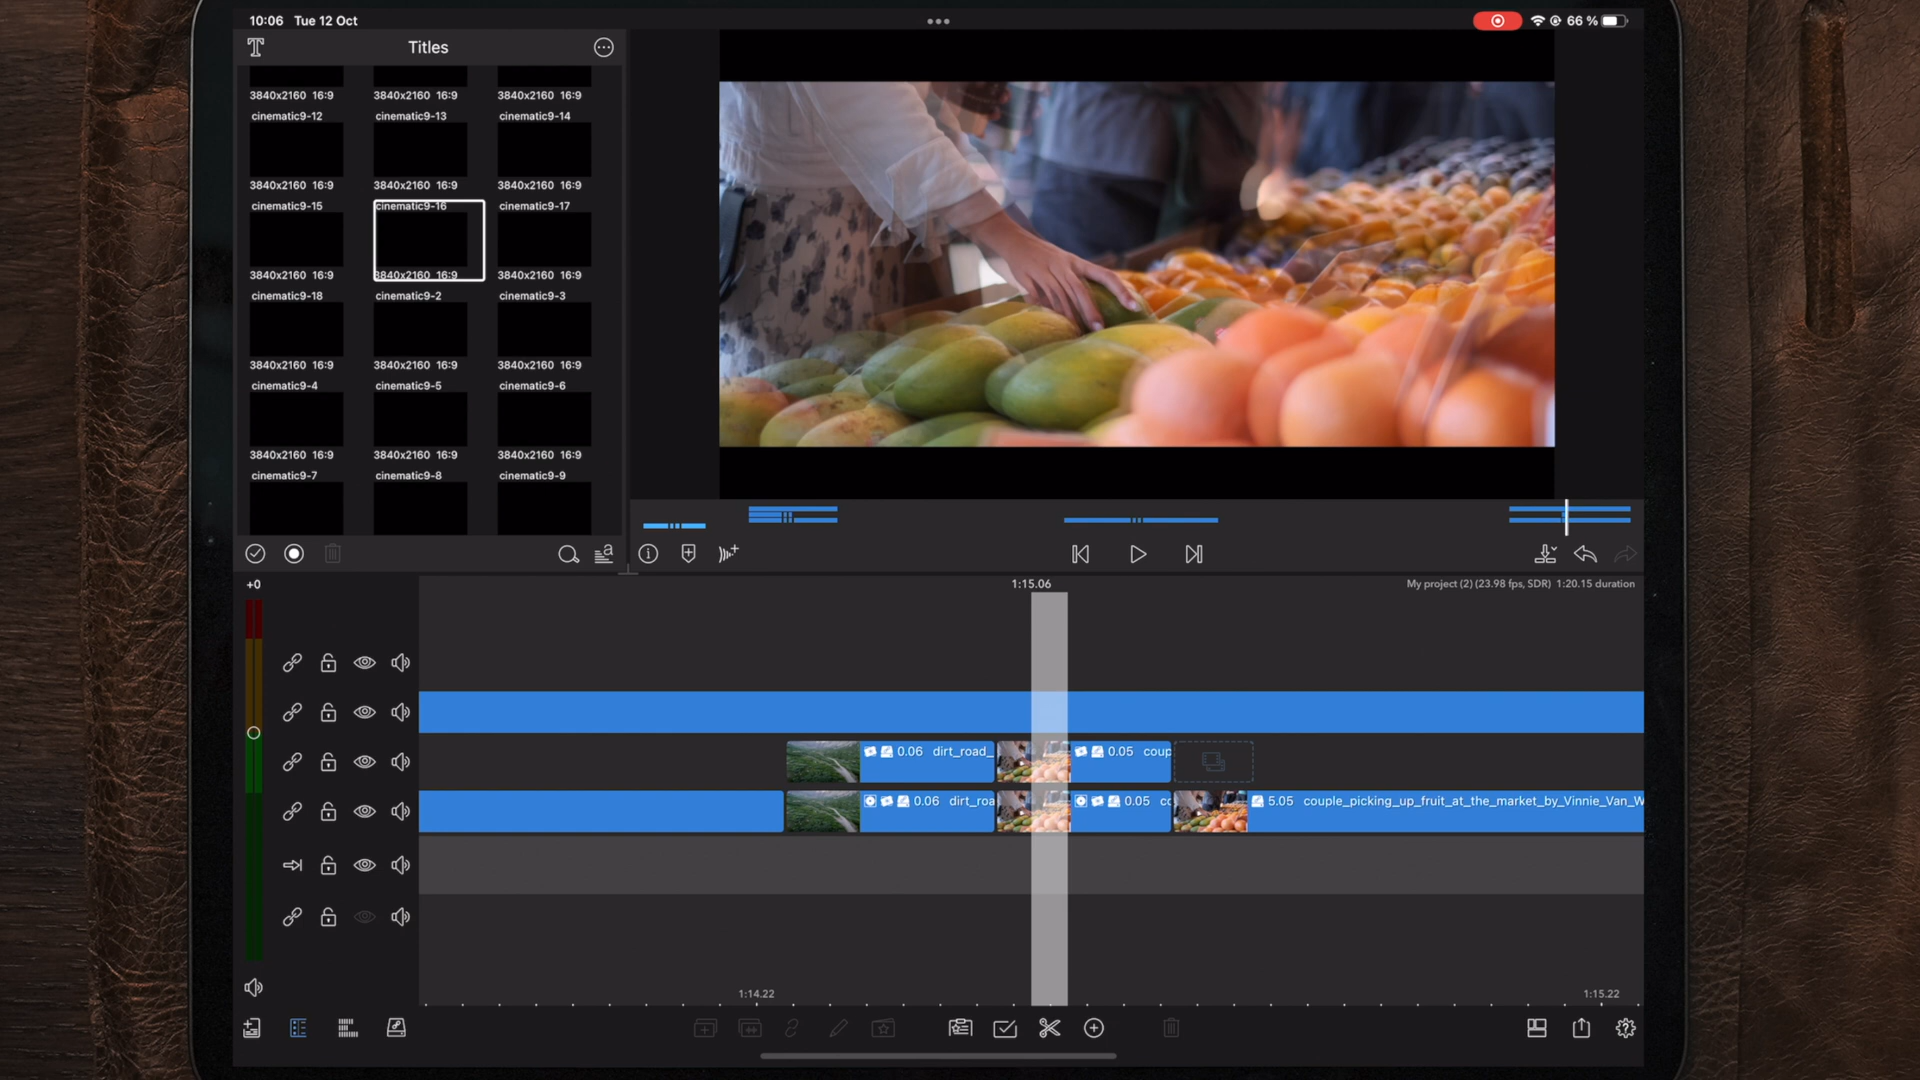 10:06 Tue 12 Oct
66 %
Titles
3840x2160 16:9 3840x2160 16:9 3840x2160 16:9
cinematic9-12 cinematic9-13 cinematic9-14
3840x2160 16:9 3840x2160 16:9 3840x2160 16:9
cinematic9-15 cinematic9-16 cinematic9-17
3840x2160 16:9 3840x2160 16:9 3840x2160 16:9
cinematic9-18 cinematic9-2 cinematic9-3
3840x2160 16:9 3840x2160 16:9 3840x2160 16:9
cinematic9-4 cinematic9-5 cinematic9-6
3840x2160 16:9 3840x2160 16:9 3840x2160 16:9
cinematic9-7 cinematic9-8 cinematic9-9
+0
1:15.06
My project (2) (23.98 fps, SDR) 1:20.15 duration
0.06 dirt_road_ 0.05 coup
0.06 dirt_roa 0.05 co 5.05 couple_picking_up_fruit_at_the_market_by_Vinnie_Van_W
1:14.22 1:15.22